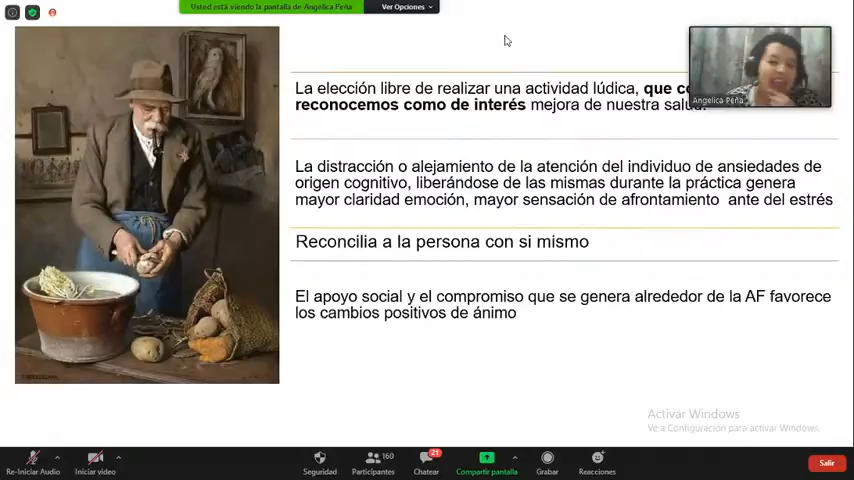 Usted está viendo la pantalla de Angelica Peña
Ver Opciones
La elección libre de realizar una actividad lúdica, que
reconocemos como de interés mejora de nuestra salud.
Angelica Peña
La distracción o alejamiento de la atención del individuo de ansiedades de
origen cognitivo, liberándose de las mismas durante la práctica genera
mayor claridad emoción, mayor sensación de afrontamiento ante del estrés
Reconcilia a la persona con si mismo
El apoyo social y el compromiso que se genera alrededor de la AF favorece
los cambios positivos de ánimo
Activar Windows
Ve a Configuración para activar Windows.
160
21
Re-Iniciar Audio
Iniciar video
Seguridad
Participantes
Chatear
Compartir pantalla
Grabar
Reacciones
Salir